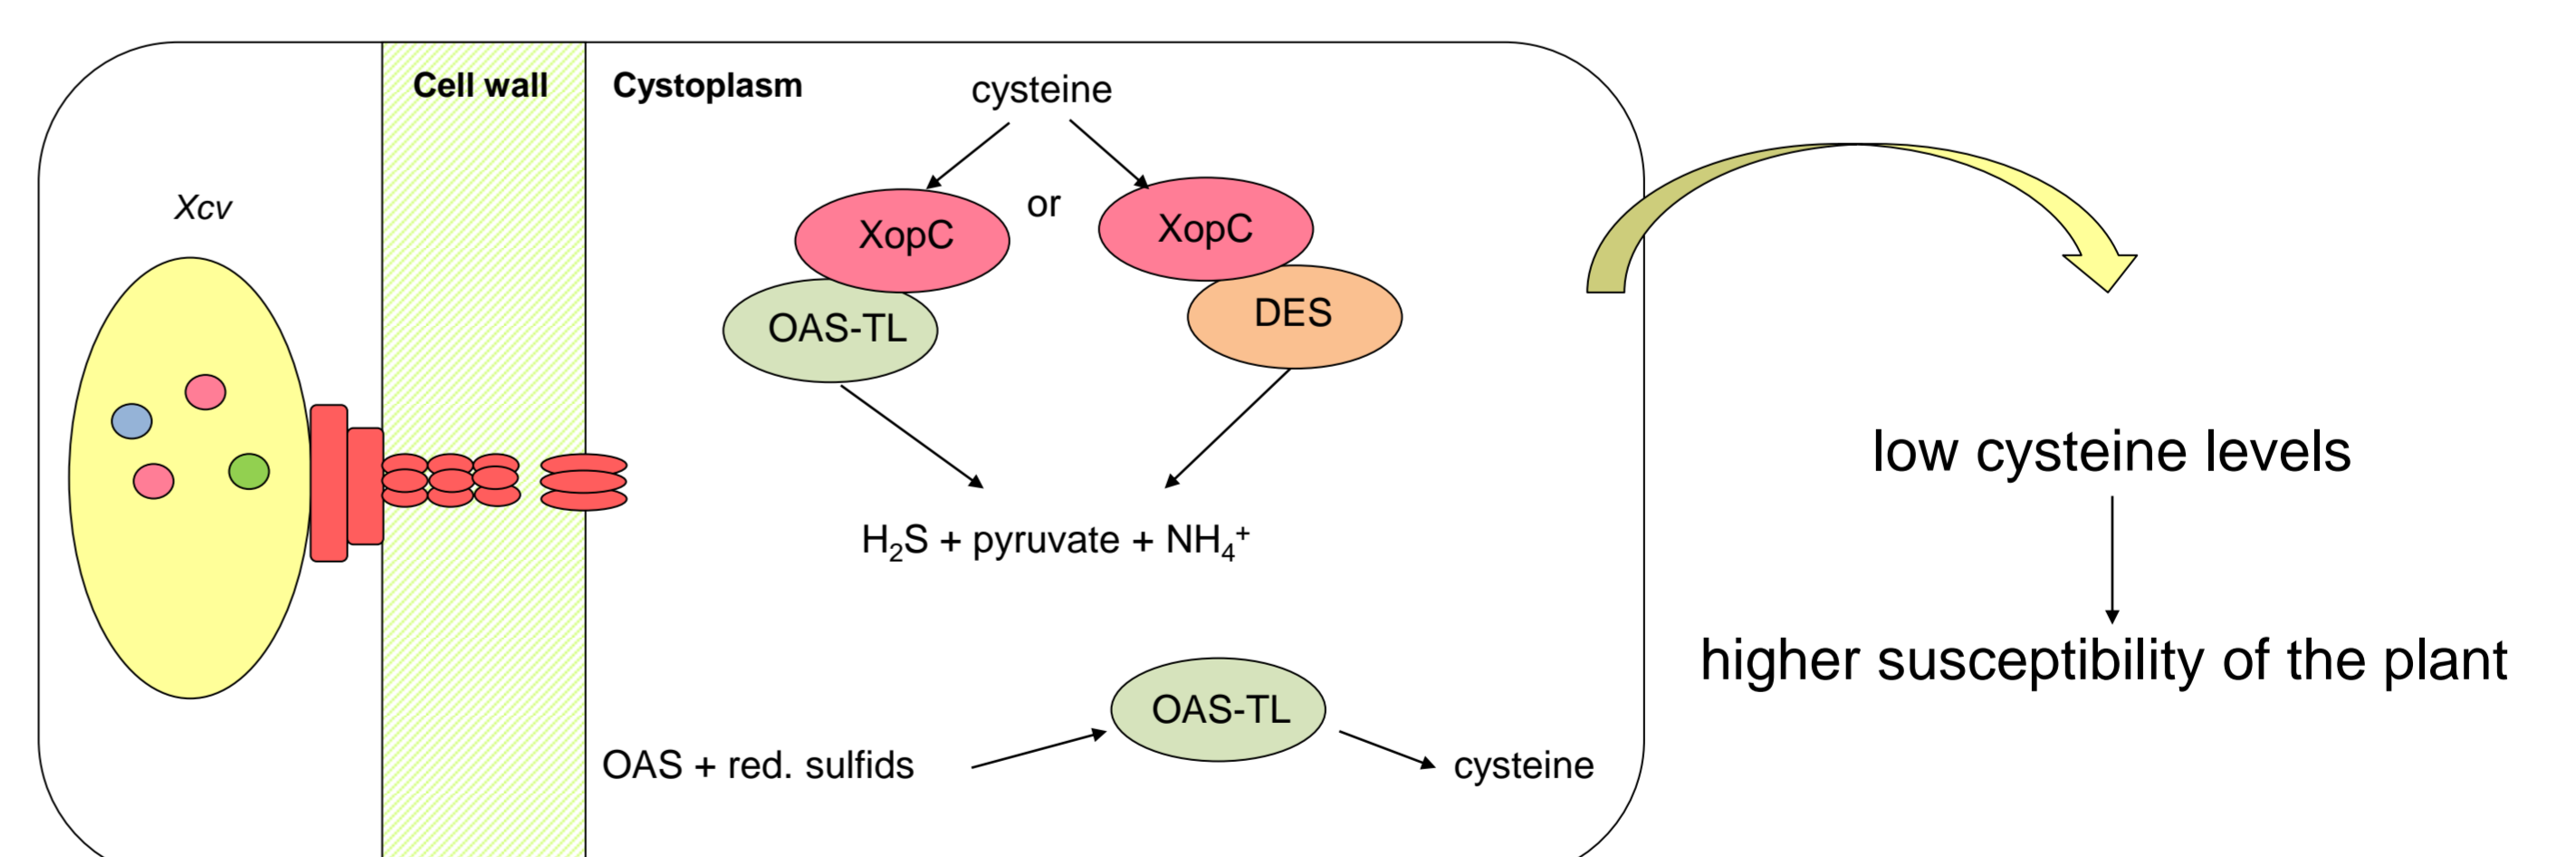 Cell wall
Cystoplasm
cysteine
Xcv
XopC
or
XopC
OAS-TL
DES
H₂S + pyruvate + NH₄⁺
low cysteine levels
higher susceptibility of the plant
OAS-TL
OAS + red. sulfids
cysteine